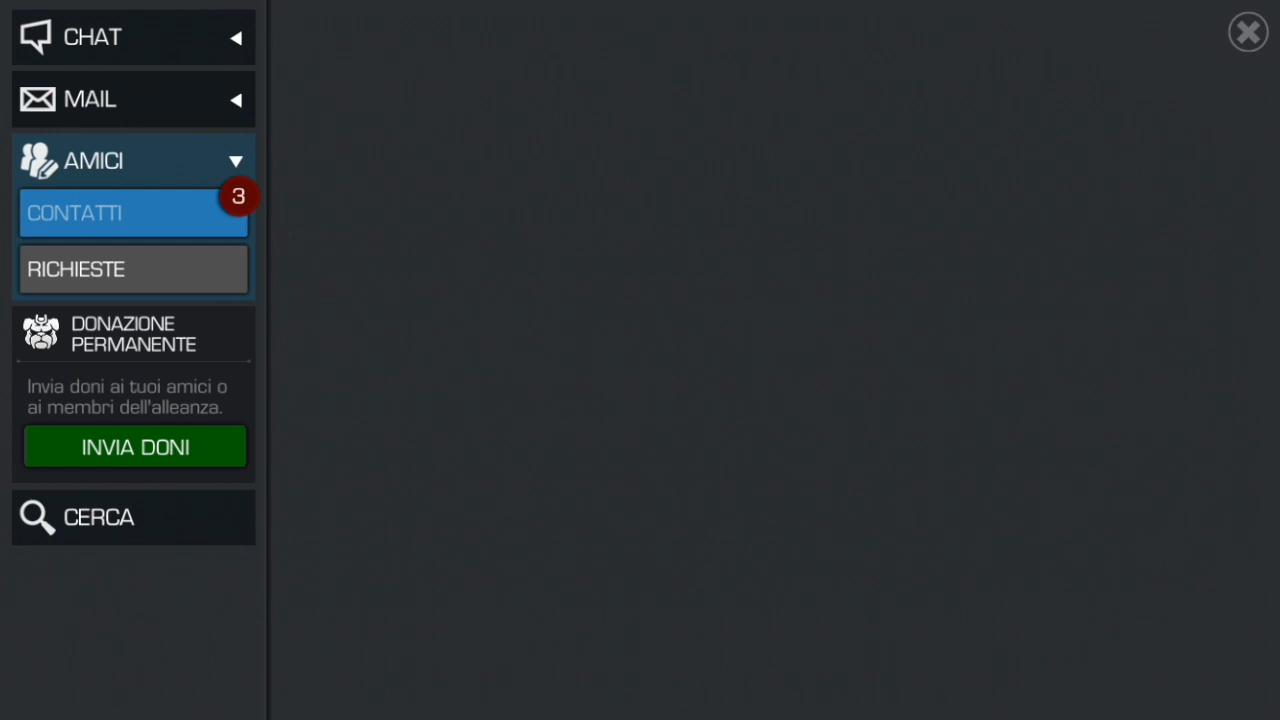 CHAT
MAIL
AMICI
3
CONTATTI
RICHIESTE
DONAZIONE
PERMANENTE
Invia doni ai tuoi amici o
ai membri dell'alleanza.
INVIA DONI
CERCA